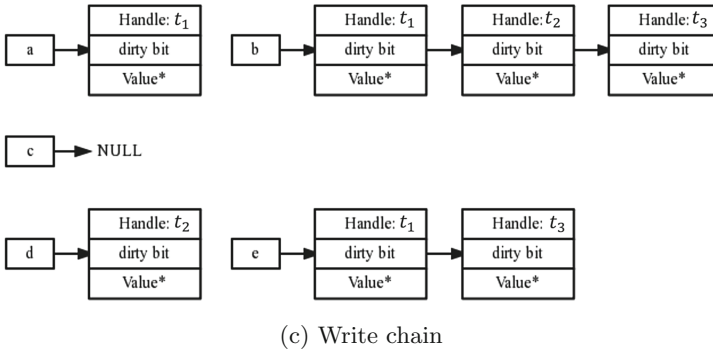 Handle: t₁
a
dirty bit
Value*
Handle: t₁ Handle: t₂ Handle: t₃
b
dirty bit dirty bit dirty bit
Value* Value* Value*
c NULL
Handle: t₂
d
dirty bit
Value*
Handle: t₁ Handle: t₃
e
dirty bit dirty bit
Value* Value*
(c) Write chain